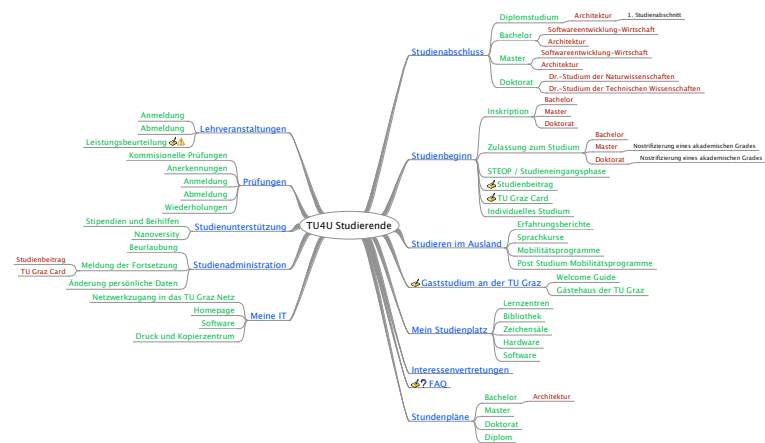 TU4U Studierende
Lehrveranstaltungen
Anmeldung
Abmeldung
Leistungsbeurteilung
Prüfungen
Kommisionelle Prüfungen
Anerkennungen
Anmeldung
Abmeldung
Wiederholungen
Studienunterstützung
Stipendien und Beihilfen
Nanoversity
Studienadministration
Beurlaubung
Meldung der Fortsetzung
Studienbeitrag
TU Graz Card
Änderung persönliche Daten
Meine IT
Netzwerkzugang in das TU Graz Netz
Homepage
Software
Druck und Kopierzentrum
Studienabschluss
Diplomstudium
Architektur
1. Studienabschnitt
Bachelor
Softwareentwicklung-Wirtschaft
Architektur
Master
Softwareentwicklung-Wirtschaft
Architektur
Doktorat
Dr.-Studium der Naturwissenschaften
Dr.-Studium der Technischen Wissenschaften
Studienbeginn
Inskription
Bachelor
Master
Doktorat
Zulassung zum Studium
Bachelor
Master
Nostrifizierung eines akademischen Grades
Doktorat
Nostrifizierung eines akademischen Grades
STEOP / Studieneingangsphase
Studienbeitrag
TU Graz Card
Individuelles Studium
Studieren im Ausland
Erfahrungsberichte
Sprachkurse
Mobilitätsprogramme
Post Studium Mobilitätsprogramme
Gaststudium an der TU Graz
Welcome Guide
Gästehaus der TU Graz
Mein Studienplatz
Lernzentren
Bibliothek
Zeichensäle
Hardware
Software
Interessenvertretungen
? FAQ
Stundenpläne
Bachelor
Architektur
Master
Doktorat
Diplom